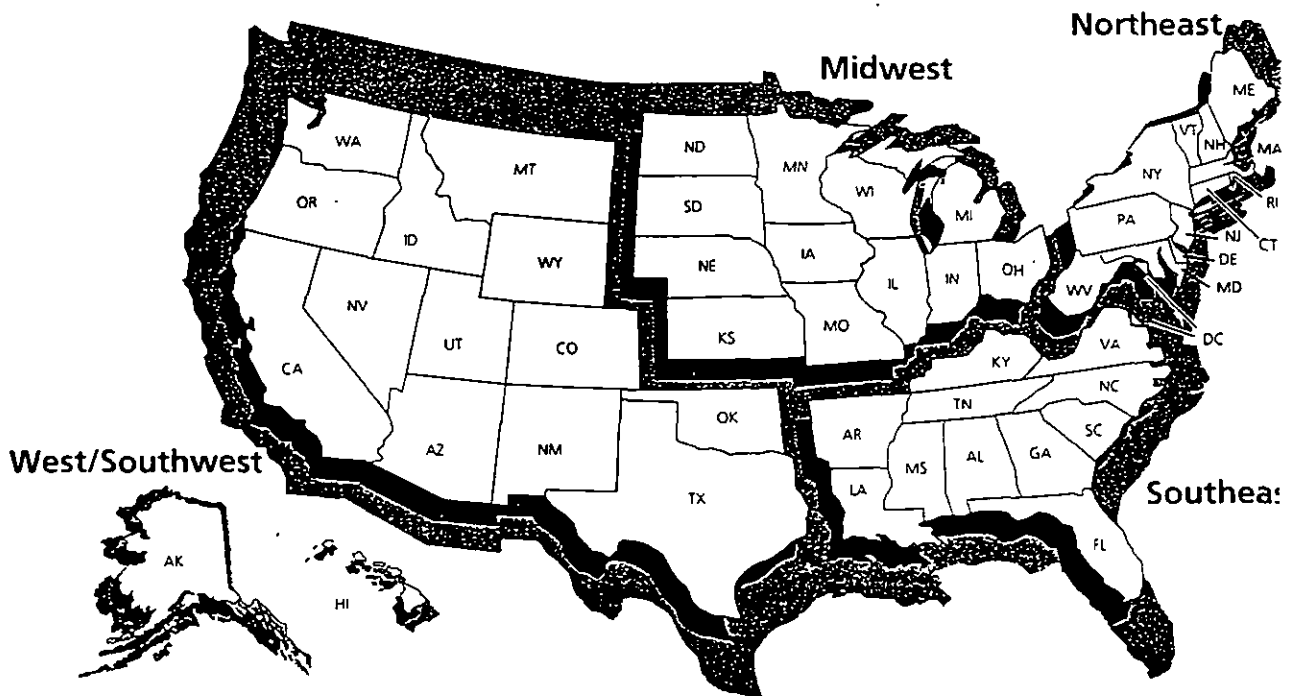 Northeast
Midwest
ME
WA
MT
ND
MN
VT
NH
MA
OR
ID
SD
WI
MI
NY
RI
WY
NE
IA
PA
NJ
CT
DE
NV
UT
CO
KS
MO
IL
IN
OH
WV
MD
DC
CA
KY
VA
AZ
NM
OK
AR
TN
NC
SC
West/Southwest
TX
LA
MS
AL
GA
Southeas
FL
AK
HI